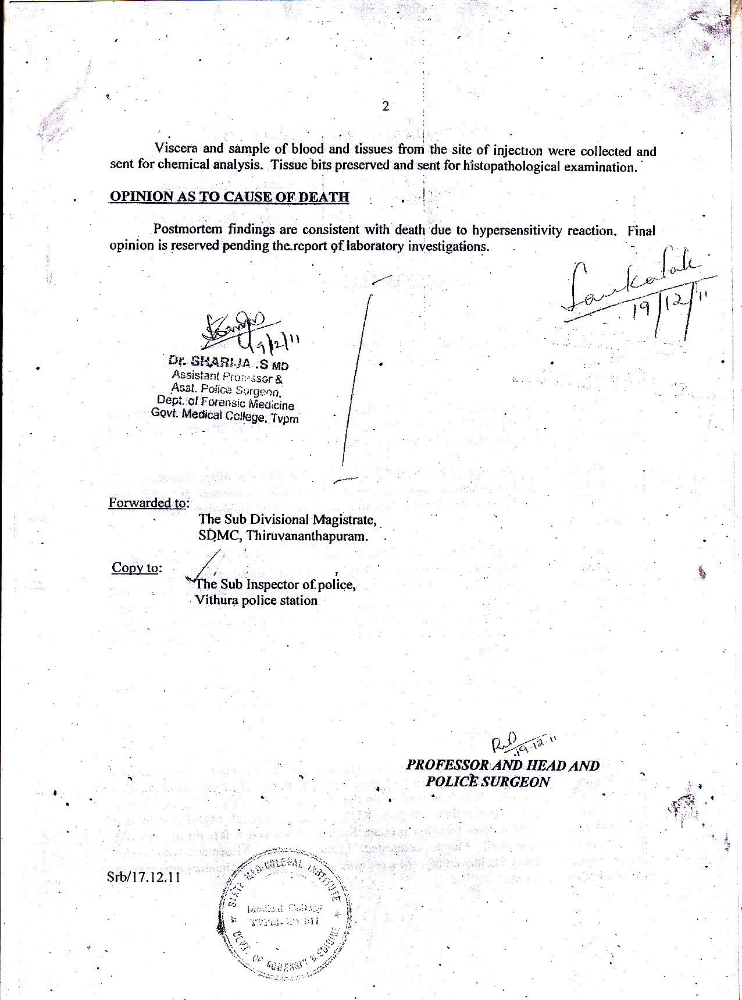 2
Viscera and sample of blood and tissues from the site of injection were collected and
sent for chemical analysis. Tissue bits preserved and sent for histopathological examination.
OPINION AS TO CAUSE OF DEATH
Postmortem findings are consistent with death due to hypersensitivity reaction. Final
opinion is reserved pending the report of laboratory investigations.
19/12/11
19/12/11
Dr. SHARIJA .S MD
Assistant Professor &
Asst. Police Surgeon,
Dept. of Forensic Medicine
Govt. Medical College, Tvpm
Forwarded to:
The Sub Divisional Magistrate,
SDMC, Thiruvananthapuram.
Copy to:
The Sub Inspector of police,
Vithura police station
19.12.11
PROFESSOR AND HEAD AND
POLICE SURGEON
Srb/17.12.11
STATE MEDICOLEGAL INSTITUTE
Medical College
DEPT. OF FORENSIC MEDICINE